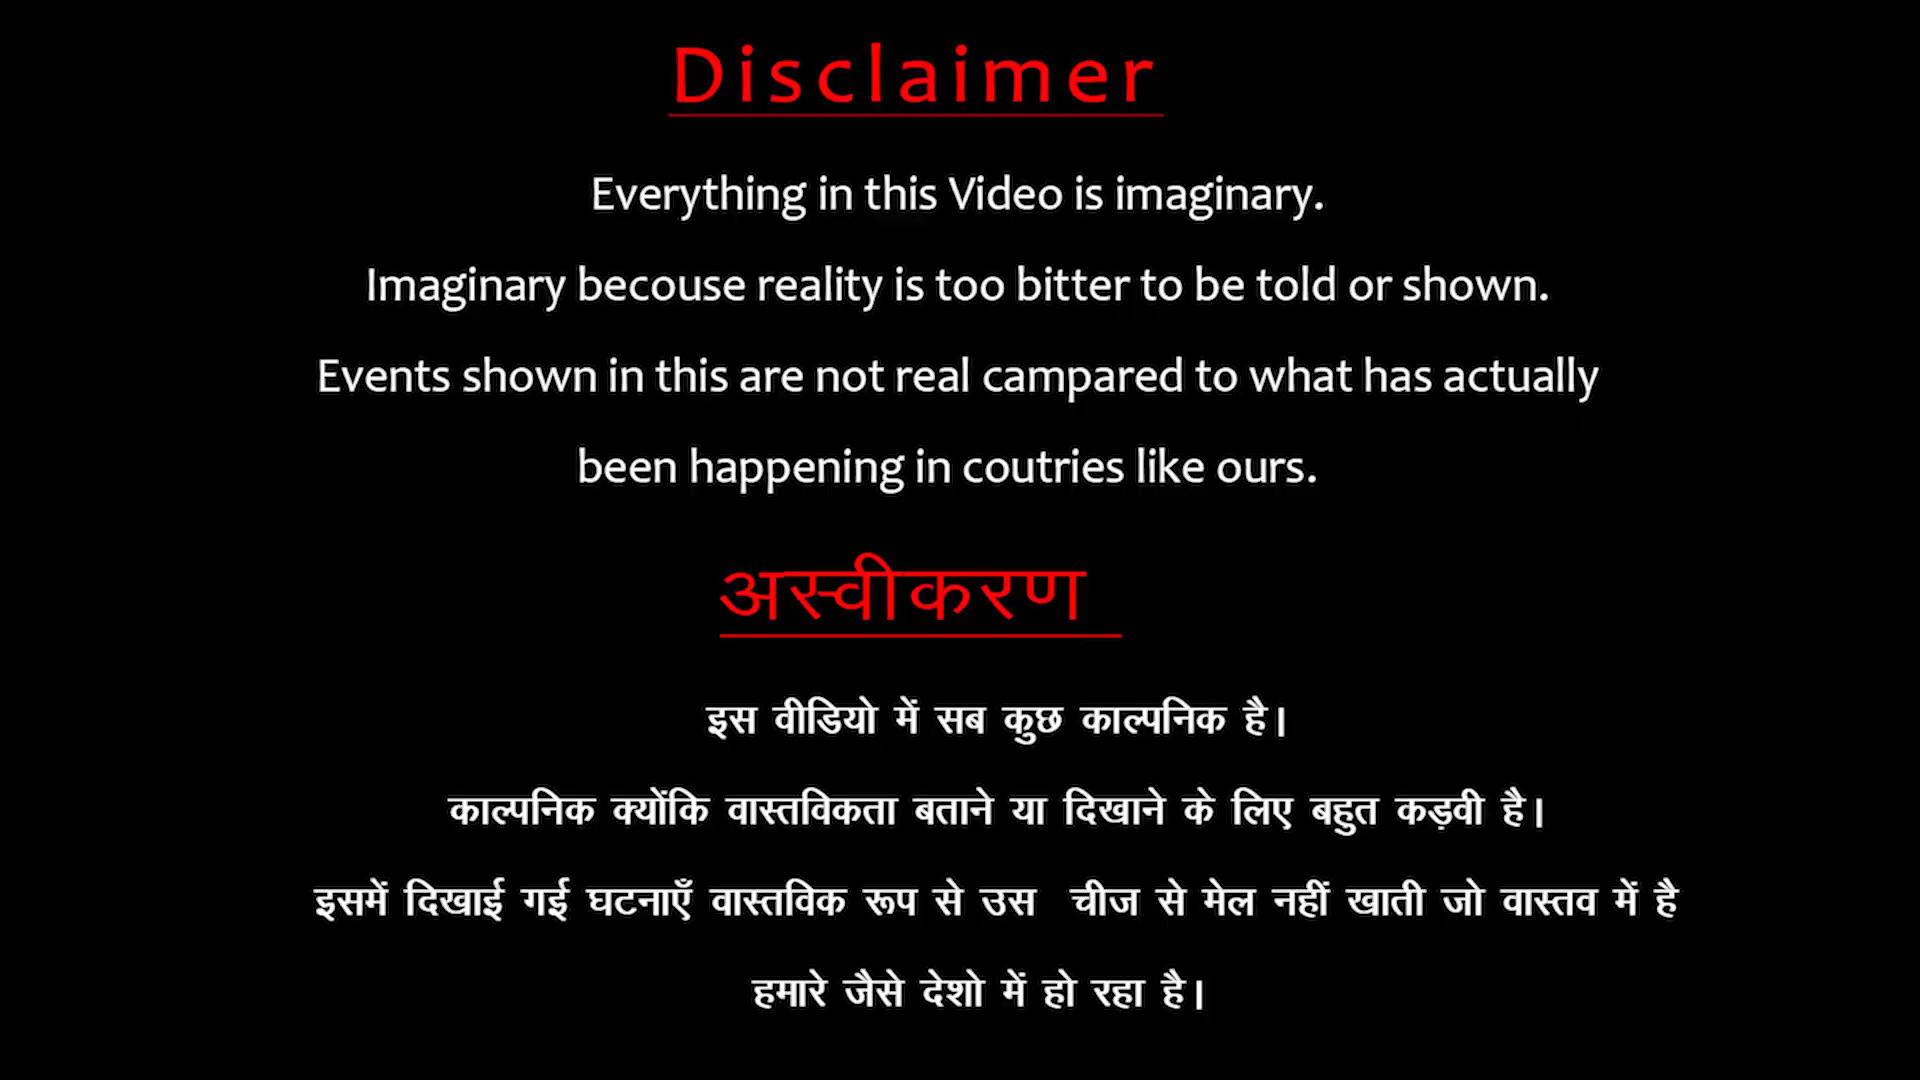 Disclaimer
Everything in this Video is imaginary.
Imaginary becouse reality is too bitter to be told or shown.
Events shown in this are not real campared to what has actually
been happening in coutries like ours.
अस्वीकरण
इस वीडियो में सब कुछ काल्पनिक है।
काल्पनिक क्योंकि वास्तविकता बताने या दिखाने के लिए बहुत कड़वी है।
इसमें दिखाई गई घटनाएँ वास्तविक रूप से उस चीज से मेल नहीं खाती जो वास्तव में है
हमारे जैसे देशो में हो रहा है।